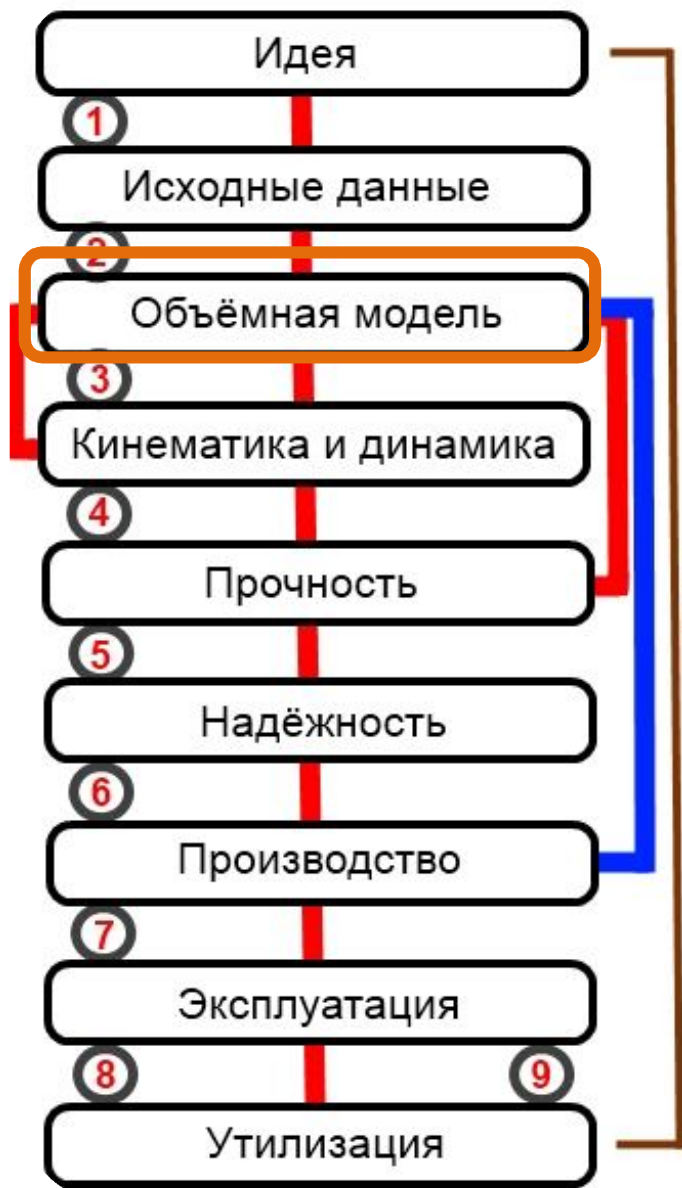 Идея
1
Исходные данные
2
Объёмная модель
3
Кинематика и динамика
4
Прочность
5
Надёжность
6
Производство
7
Эксплуатация
8 9
Утилизация